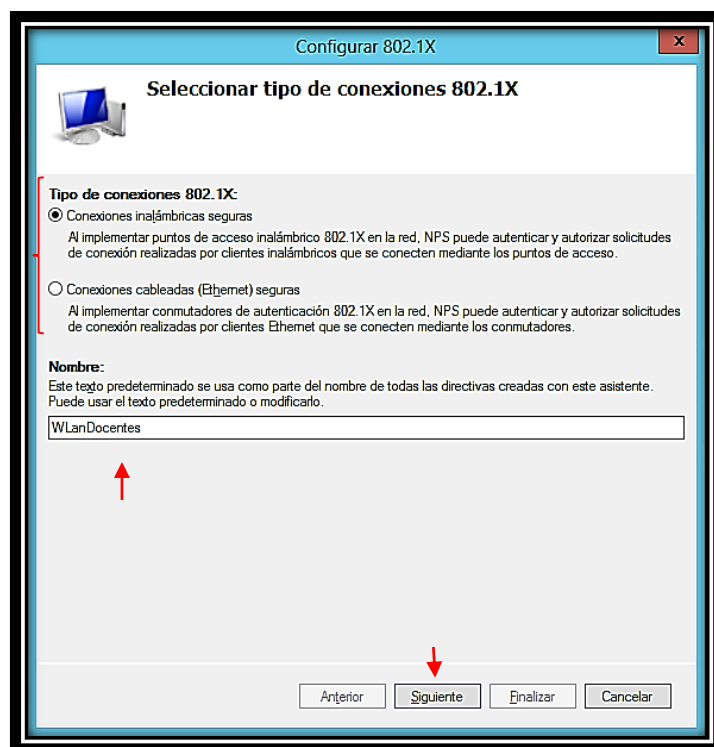 Configurar 802.1X
x
Seleccionar tipo de conexiones 802.1X
Tipo de conexiones 802.1X:
Conexiones inalámbricas seguras
Al implementar puntos de acceso inalámbrico 802.1X en la red, NPS puede autenticar y autorizar solicitudes
de conexión realizadas por clientes inalámbricos que se conecten mediante los puntos de acceso.
Conexiones cableadas (Ethernet) seguras
Al implementar conmutadores de autenticación 802.1X en la red, NPS puede autenticar y autorizar solicitudes
de conexión realizadas por clientes Ethernet que se conecten mediante los conmutadores.
Nombre:
Este texto predeterminado se usa como parte del nombre de todas las directivas creadas con este asistente.
Puede usar el texto predeterminado o modificarlo.
WLanDocentes
Anterior Siguiente Finalizar Cancelar